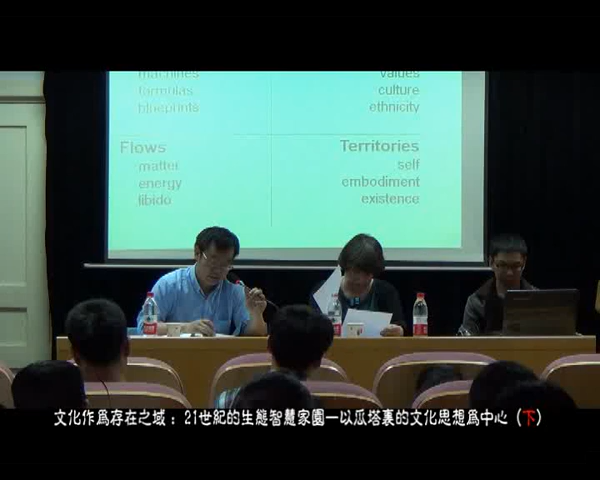 machines
formulas
blueprints
values
culture
ethnicity
Flows
matter
energy
libido
Territories
self
embodiment
existence
文化作爲存在之域：21世紀的生態智慧家園—以瓜塔裏的文化思想爲中心（下）